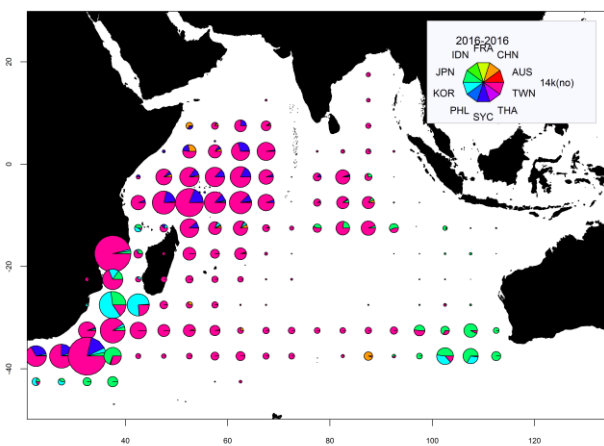 2016-2016
FRA
IDN CHN
JPN AUS
14k(no)
KOR TWN
PHL THA
SYC
20
0
-20
-40
40 60 80 100 120